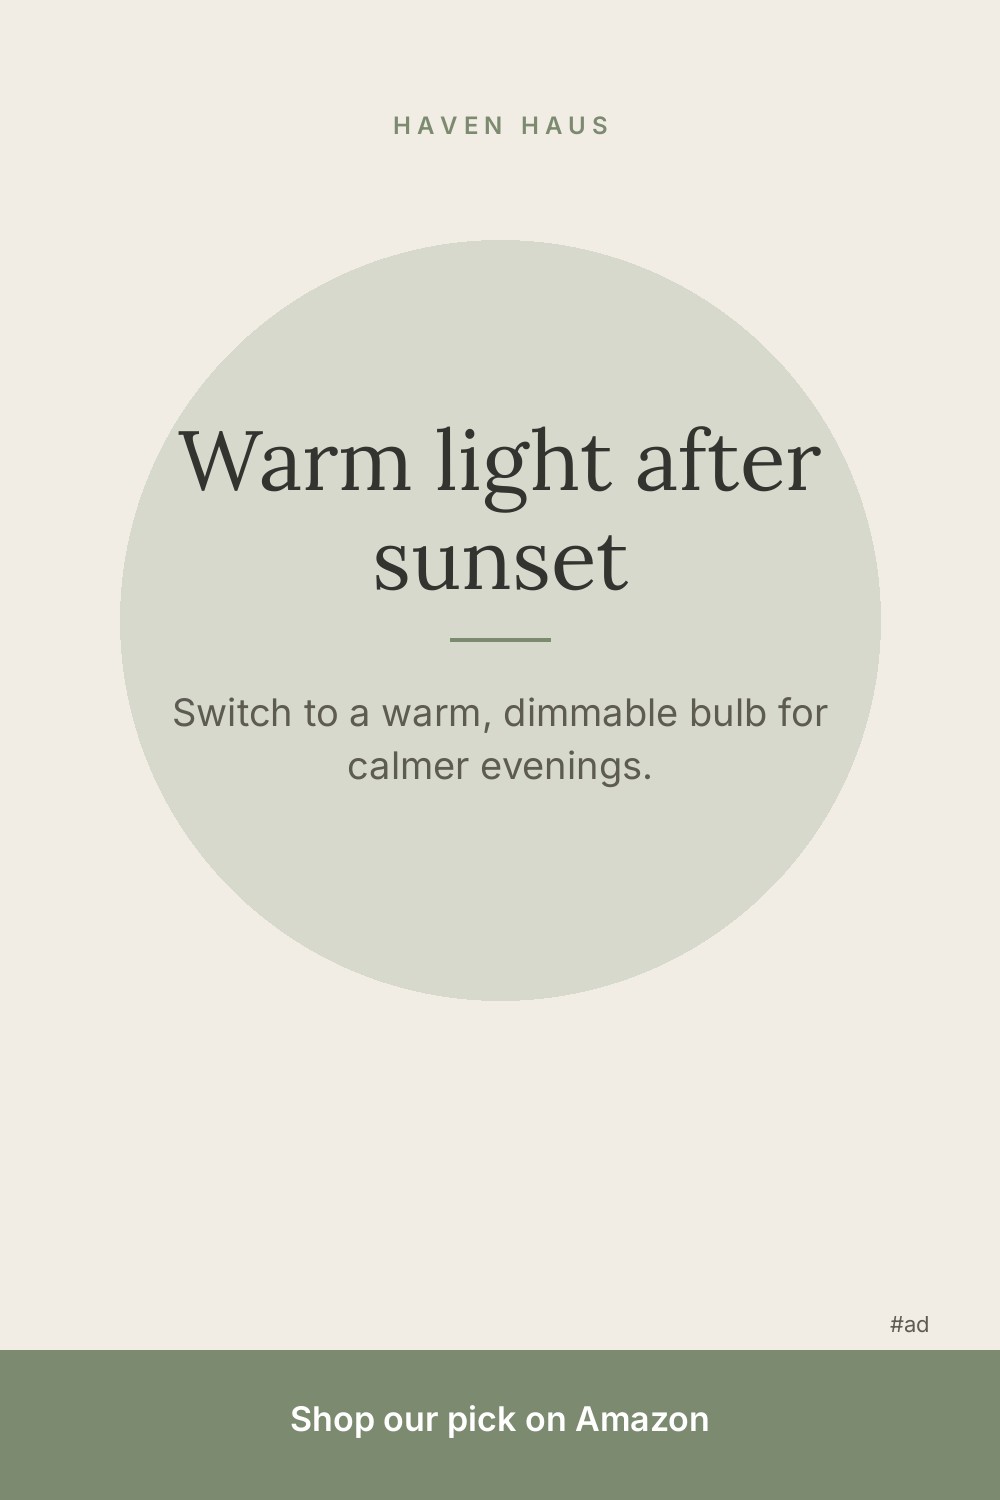 HAVEN HAUS
Warm light after
sunset
Switch to a warm, dimmable bulb for
calmer evenings.
#ad
Shop our pick on Amazon